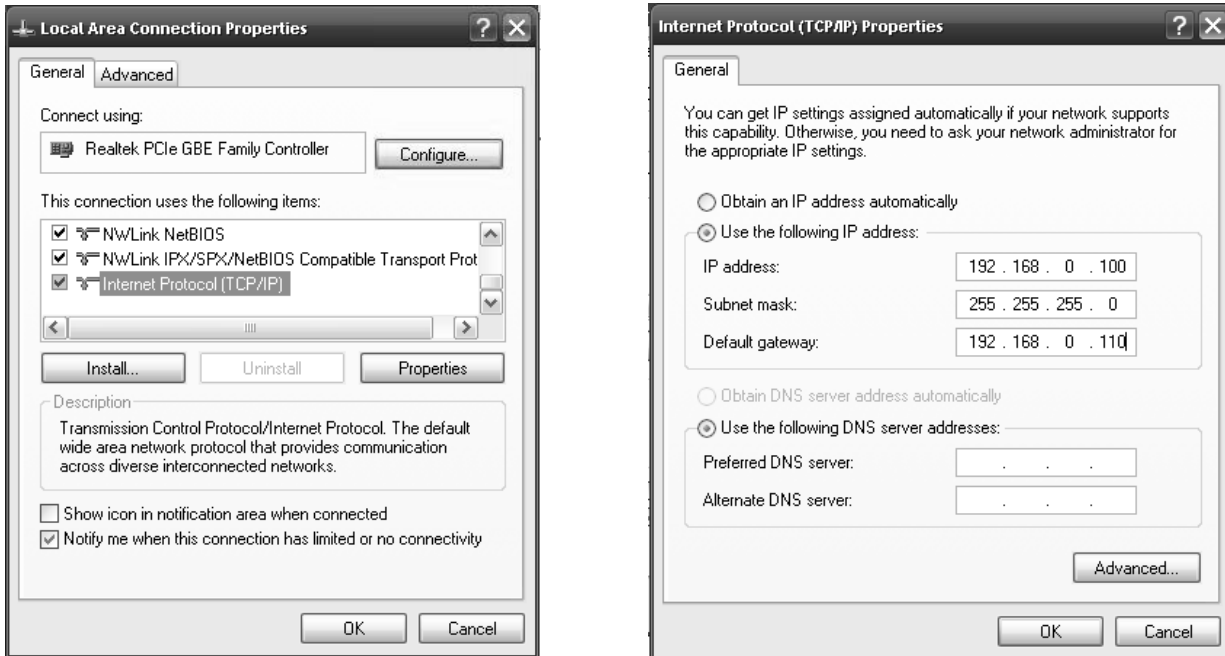 Local Area Connection Properties
General
Advanced
Connect using:
Realtek PCIe GBE Family Controller
Configure...
This connection uses the following items:
NWLink NetBIOS
NWLink IPX/SPX/NetBIOS Compatible Transport Prot
Internet Protocol (TCP/IP)
Install...
Uninstall
Properties
Description
Transmission Control Protocol/Internet Protocol. The default
wide area network protocol that provides communication
across diverse interconnected networks.
Show icon in notification area when connected
Notify me when this connection has limited or no connectivity
OK
Cancel
Internet Protocol (TCP/IP) Properties
General
You can get IP settings assigned automatically if your network supports
this capability. Otherwise, you need to ask your network administrator for
the appropriate IP settings.
Obtain an IP address automatically
Use the following IP address:
IP address: 192 . 168 . 0 . 100
Subnet mask: 255 . 255 . 255 . 0
Default gateway: 192 . 168 . 0 . 110
Obtain DNS server address automatically
Use the following DNS server addresses:
Preferred DNS server: . . .
Alternate DNS server: . . .
Advanced...
OK
Cancel